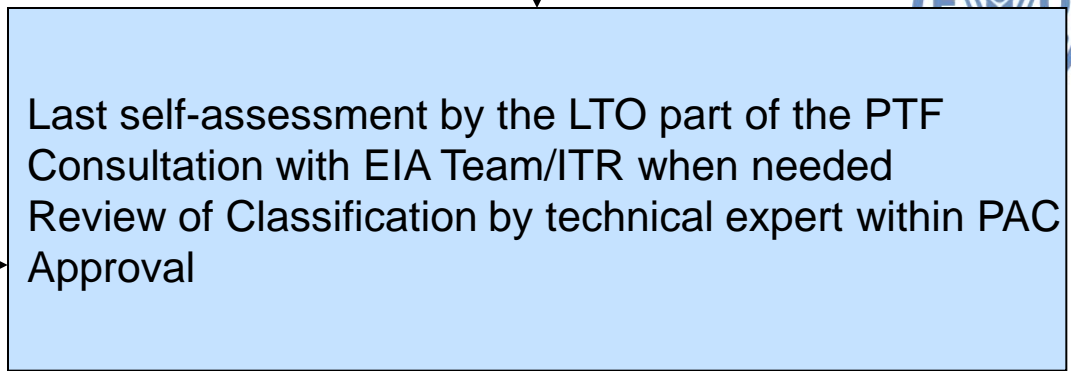 Last self-assessment by the LTO part of the PTF
Consultation with EIA Team/ITR when needed
Review of Classification by technical expert within PAC
Approval